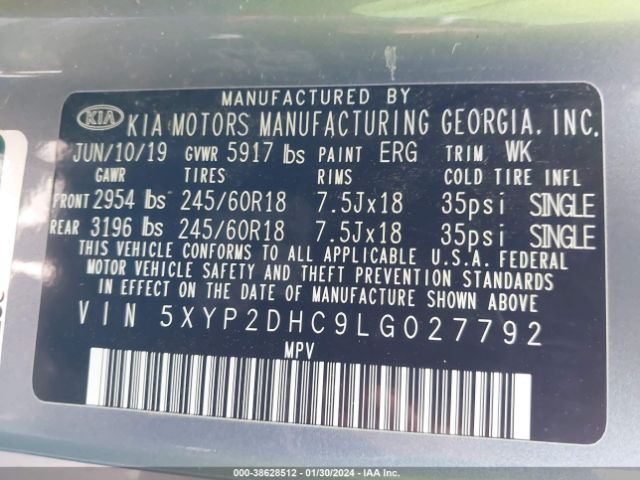 MANUFACTURED BY
KIA KIA MOTORS MANUFACTURING GEORGIA, INC.
JUN/10/19 GVWR 5917 lbs PAINT ERG TRIM WK
GAWR TIRES RIMS COLD TIRE INFL
FRONT 2954 lbs 245/60R18 7.5Jx18 35psi SINGLE
REAR 3196 lbs 245/60R18 7.5Jx18 35psi SINGLE
THIS VEHICLE CONFORMS TO ALL APPLICABLE U.S.A. FEDERAL
MOTOR VEHICLE SAFETY AND THEFT PREVENTION STANDARDS
IN EFFECT ON THE DATE OF MANUFACTURE SHOWN ABOVE
VIN 5XYP2DHC9LG027792
MPV
000-38628512 - 01/30/2024 - IAA Inc.